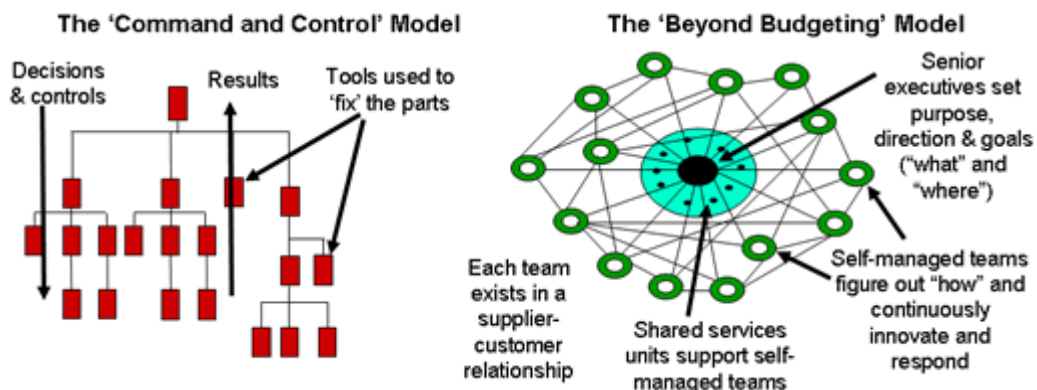 The ‘Command and Control’ Model
Decisions
& controls
Results
Tools used to
‘fix’ the parts
The ‘Beyond Budgeting’ Model
Senior
executives set
purpose,
direction & goals
(“what” and
“where”)
Each team
exists in a
supplier-
customer
relationship
Shared services
units support self-
managed teams
Self-managed teams
figure out “how” and
continuously
innovate and
respond